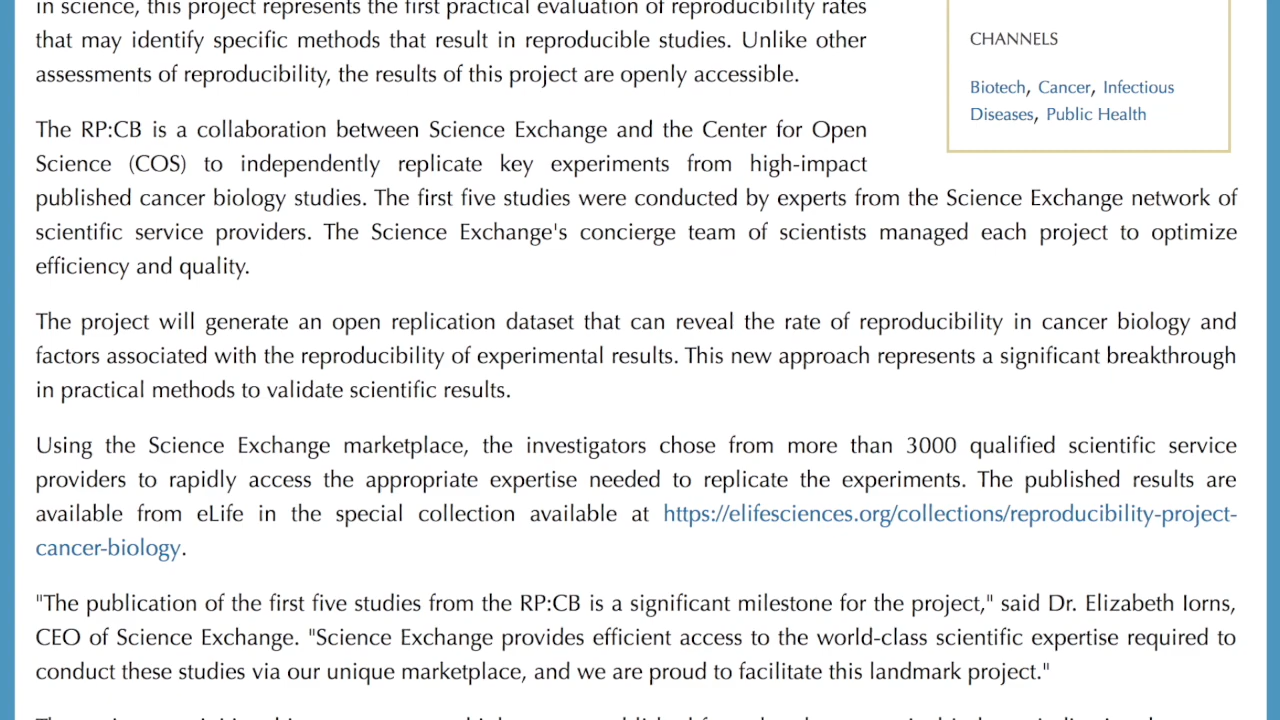 in science, this project represents the first practical evaluation of reproducibility rates
that may identify specific methods that result in reproducible studies. Unlike other
assessments of reproducibility, the results of this project are openly accessible.
CHANNELS
Biotech, Cancer, Infectious
Diseases, Public Health
The RP:CB is a collaboration between Science Exchange and the Center for Open
Science (COS) to independently replicate key experiments from high-impact
published cancer biology studies. The first five studies were conducted by experts from the Science Exchange network of
scientific service providers. The Science Exchange's concierge team of scientists managed each project to optimize
efficiency and quality.
The project will generate an open replication dataset that can reveal the rate of reproducibility in cancer biology and
factors associated with the reproducibility of experimental results. This new approach represents a significant breakthrough
in practical methods to validate scientific results.
Using the Science Exchange marketplace, the investigators chose from more than 3000 qualified scientific service
providers to rapidly access the appropriate expertise needed to replicate the experiments. The published results are
available from eLife in the special collection available at https://elifesciences.org/collections/reproducibility-project-
cancer-biology.
"The publication of the first five studies from the RP:CB is a significant milestone for the project," said Dr. Elizabeth Iorns,
CEO of Science Exchange. "Science Exchange provides efficient access to the world-class scientific expertise required to
conduct these studies via our unique marketplace, and we are proud to facilitate this landmark project."